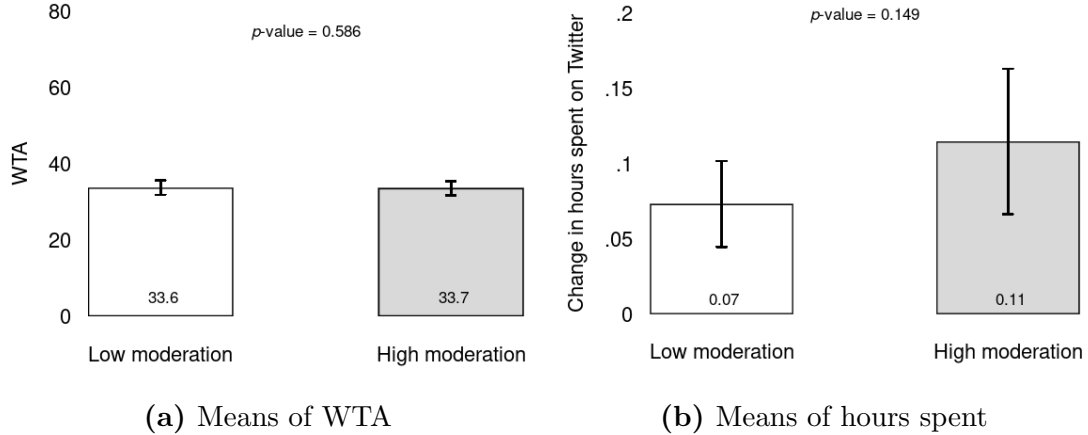 80
p-value = 0.586
60
40
20
0
WTA
33.6
33.7
Low moderation
High moderation
(a) Means of WTA
.2
p-value = 0.149
.15
.1
.05
0
Change in hours spent on Twitter
0.07
0.11
Low moderation
High moderation
(b) Means of hours spent